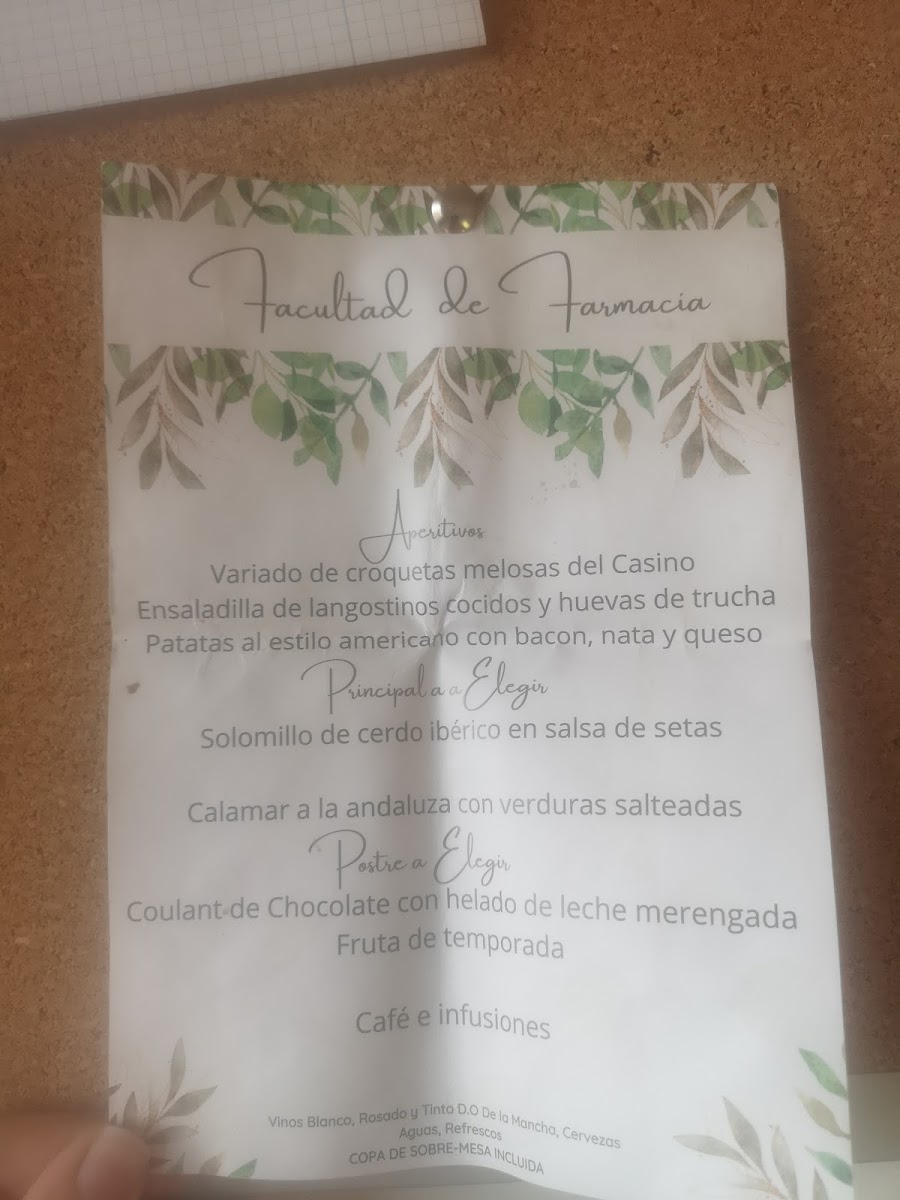 Facultad de Farmacia
Aperitivos
Variado de croquetas melosas del Casino
Ensaladilla de langostinos cocidos y huevas de trucha
Patatas al estilo americano con bacon, nata y queso
Principal a a Elegir
Solomillo de cerdo ibérico en salsa de setas
Calamar a la andaluza con verduras salteadas
Postre a Elegir
Coulant de Chocolate con helado de leche merengada
Fruta de temporada
Café e infusiones
Vinos Blanco, Rosado y Tinto D.O De la Mancha, Cervezas
Aguas, Refrescos
COPA DE SOBRE-MESA INCLUIDA